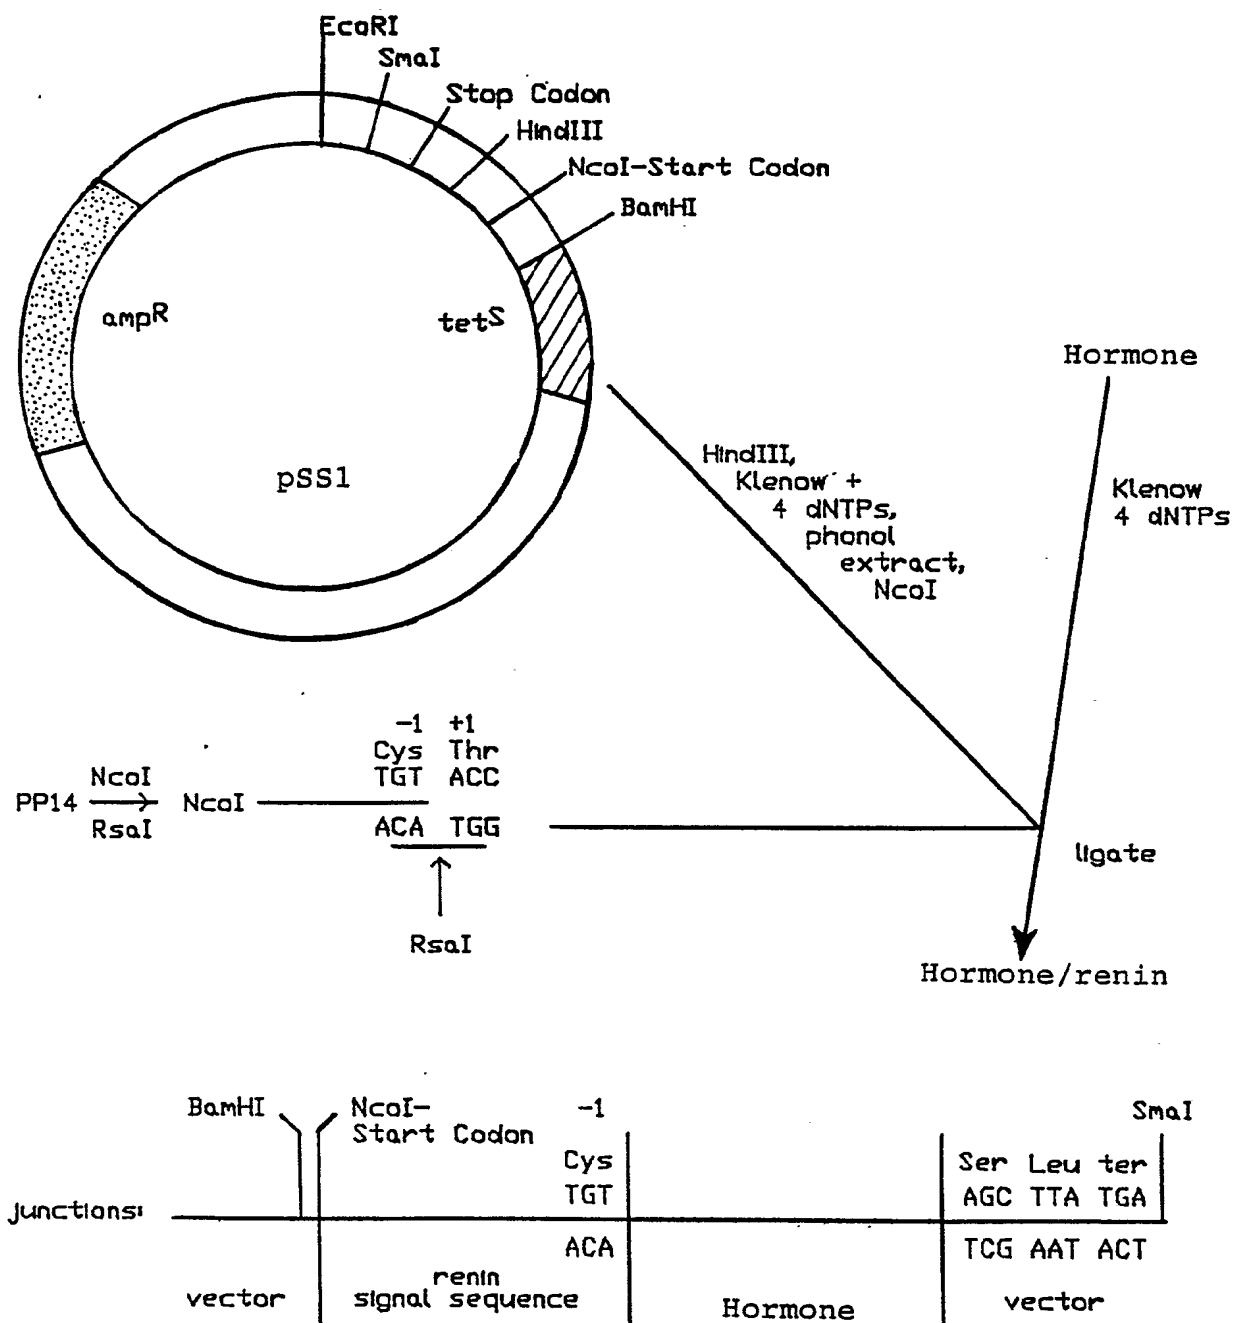 EcoRI
SmaI
Stop Codon
HindIII
NcoI-Start Codon
BamHI
ampR
tetS
pSS1
Hormone
HindIII,
Klenow +
4 dNTPs,
phonol
extract,
NcoI
Klenow
4 dNTPs
-1 +1
Cys Thr
TGT ACC
PP14 NcoI NcoI
RsaI
ACA TGG
RsaI
ligate
Hormone/renin
BamHI NcoI- -1 SmaI
Start Codon
Cys Ser Leu ter
TGT AGC TTA TGA
junctions:
ACA TCG AAT ACT
vector renin signal sequence Hormone vector